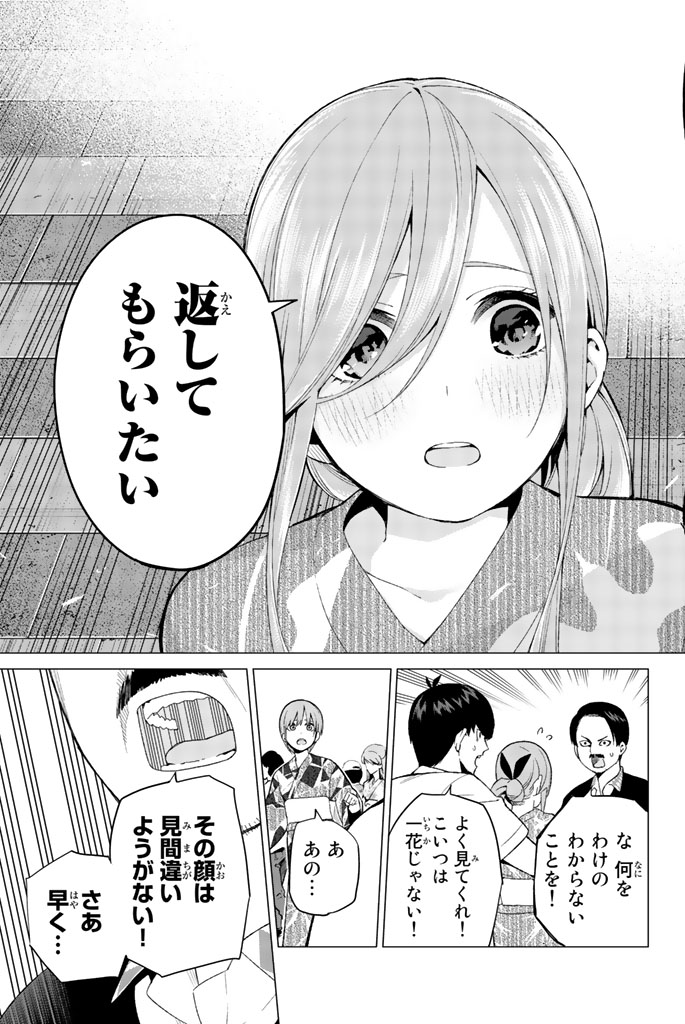 返して
もらいたい
な 何を
わけの
わからない
ことを!
よく見てくれ!
こいつは
一花じゃない!
あ
あの…
その顔は
見間違い
ようがない!
さあ
早く…